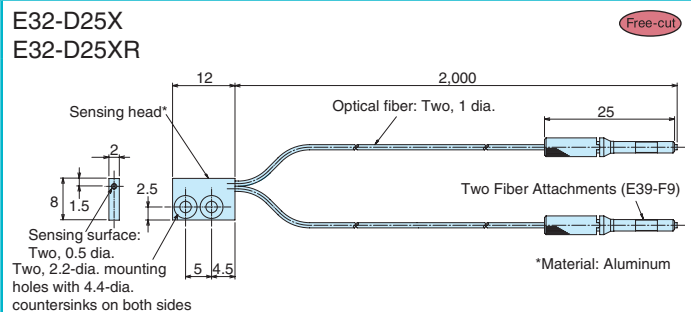 E32-D25X
E32-D25XR
Free-cut
12
2,000
Sensing head*
Optical fiber: Two, 1 dia.
25
2
2.5
8
1.5
Two Fiber Attachments (E39-F9)
Sensing surface:
Two, 0.5 dia.
Two, 2.2-dia. mounting
holes with 4.4-dia.
countersinks on both sides
5
4.5
*Material: Aluminum